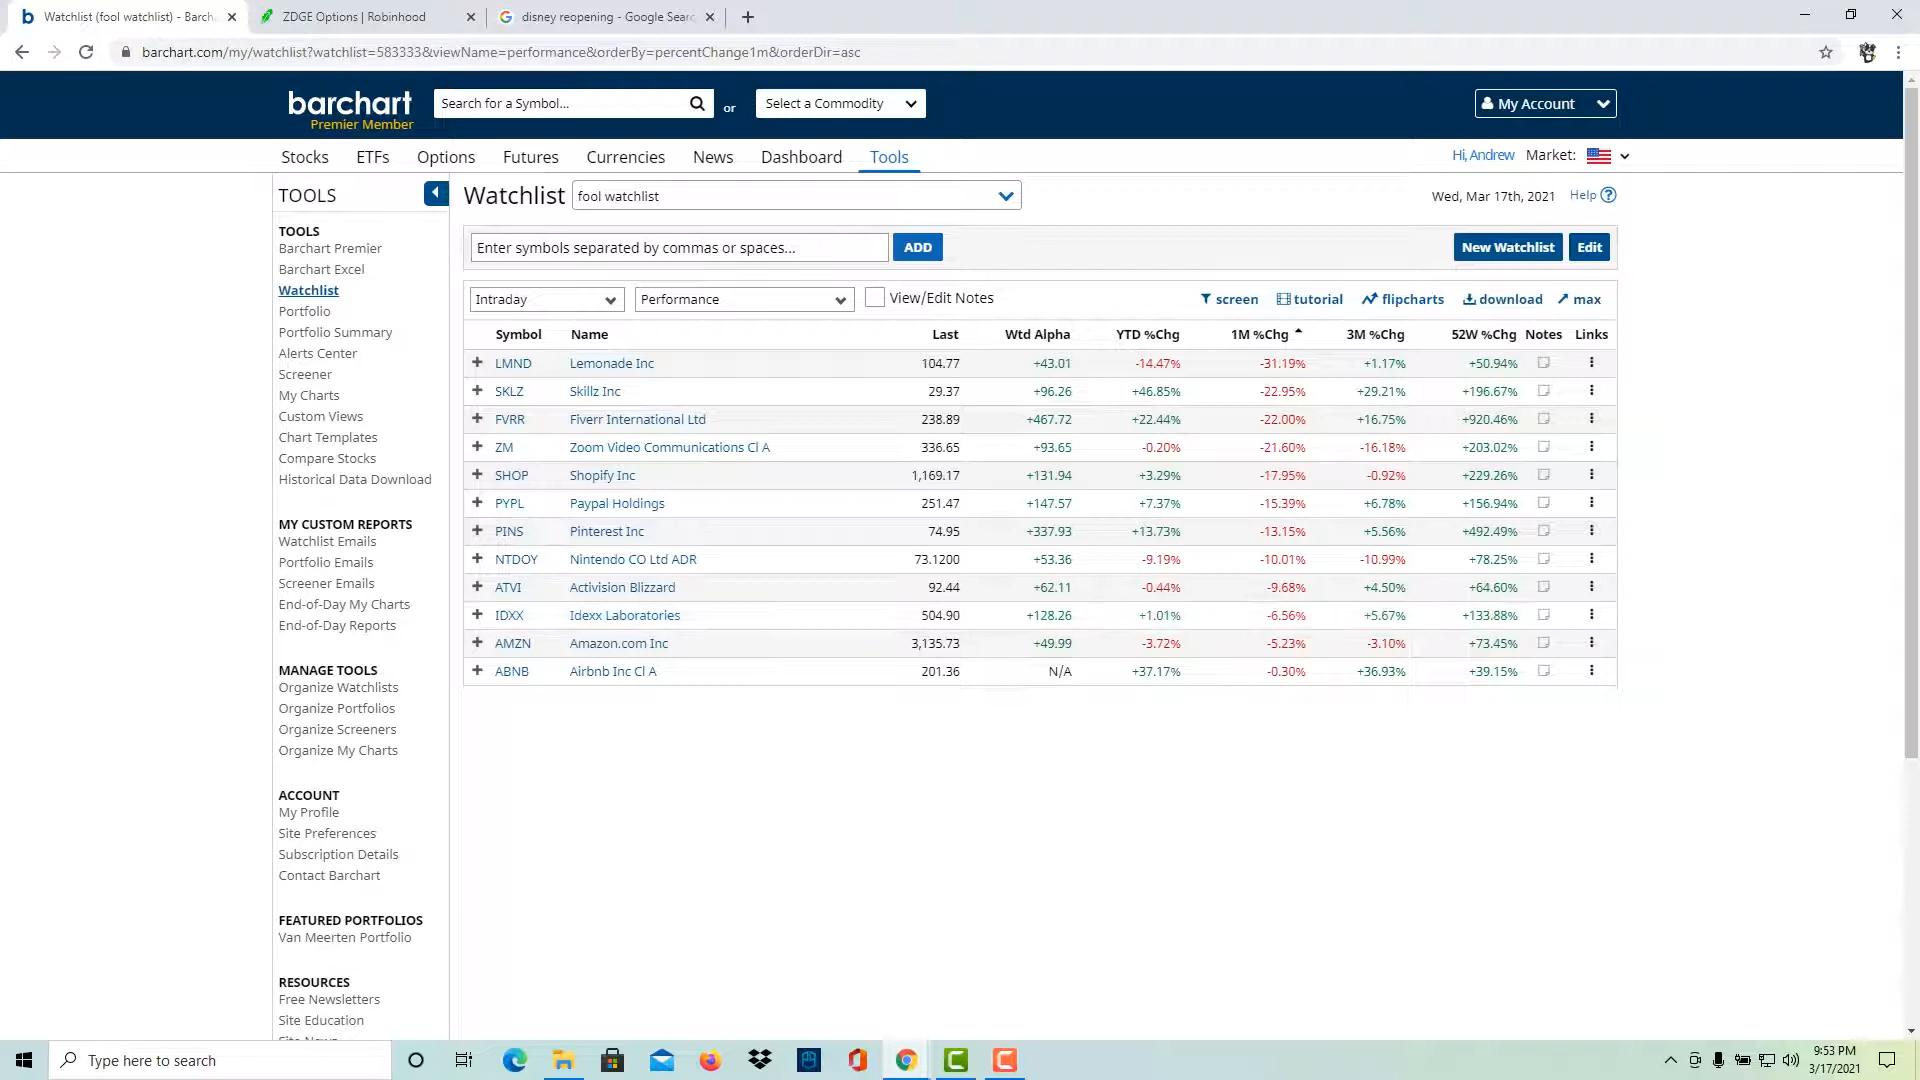 Watchlist (fool watchlist) - Barch
ZDGE Options | Robinhood
disney reopening - Google Sear
barchart.com/my/watchlist?watchlist=583333&viewName=performance&orderBy=percentChange1m&orderDir=asc
barchart
Premier Member
Search for a Symbol...
or
Select a Commodity
My Account
Stocks ETFs Options Futures Currencies News Dashboard Tools
Hi, Andrew Market:
TOOLS
Watchlist fool watchlist
Wed, Mar 17th, 2021 Help ?
Enter symbols separated by commas or spaces... ADD
New Watchlist Edit
Intraday Performance View/Edit Notes
screen tutorial flipcharts download max
Symbol Name Last Wtd Alpha YTD %Chg 1M %Chg 3M %Chg 52W %Chg Notes Links
LMND Lemonade Inc 104.77 +43.01 -14.47% -31.19% +1.17% +50.94%
SKLZ Skillz Inc 29.37 +96.26 +46.85% -22.95% +29.21% +196.67%
FVRR Fiverr International Ltd 238.89 +467.72 +22.44% -22.00% +16.75% +920.46%
ZM Zoom Video Communications Cl A 336.65 +93.65 -0.20% -21.60% -16.18% +203.02%
SHOP Shopify Inc 1,169.17 +131.94 +3.29% -17.95% -0.92% +229.26%
PYPL Paypal Holdings 251.47 +147.57 +7.37% -15.39% +6.78% +156.94%
PINS Pinterest Inc 74.95 +337.93 +13.73% -13.15% +5.56% +492.49%
NTDOY Nintendo CO Ltd ADR 73.1200 +53.36 -9.19% -10.01% -10.99% +78.25%
ATVI Activision Blizzard 92.44 +62.11 -0.44% -9.68% +4.50% +64.60%
IDXX Idexx Laboratories 504.90 +128.26 +1.01% -6.56% +5.67% +133.88%
AMZN Amazon.com Inc 3,135.73 +49.99 -3.72% -5.23% -3.10% +73.45%
ABNB Airbnb Inc Cl A 201.36 N/A +37.17% -0.30% +36.93% +39.15%
TOOLS
Barchart Premier
Barchart Excel
Watchlist
Portfolio
Portfolio Summary
Alerts Center
Screener
My Charts
Custom Views
Chart Templates
Compare Stocks
Historical Data Download
MY CUSTOM REPORTS
Watchlist Emails
Portfolio Emails
Screener Emails
End-of-Day My Charts
End-of-Day Reports
MANAGE TOOLS
Organize Watchlists
Organize Portfolios
Organize Screeners
Organize My Charts
ACCOUNT
My Profile
Site Preferences
Subscription Details
Contact Barchart
FEATURED PORTFOLIOS
Van Meerten Portfolio
RESOURCES
Free Newsletters
Site Education
Type here to search
9:53 PM
3/17/2021